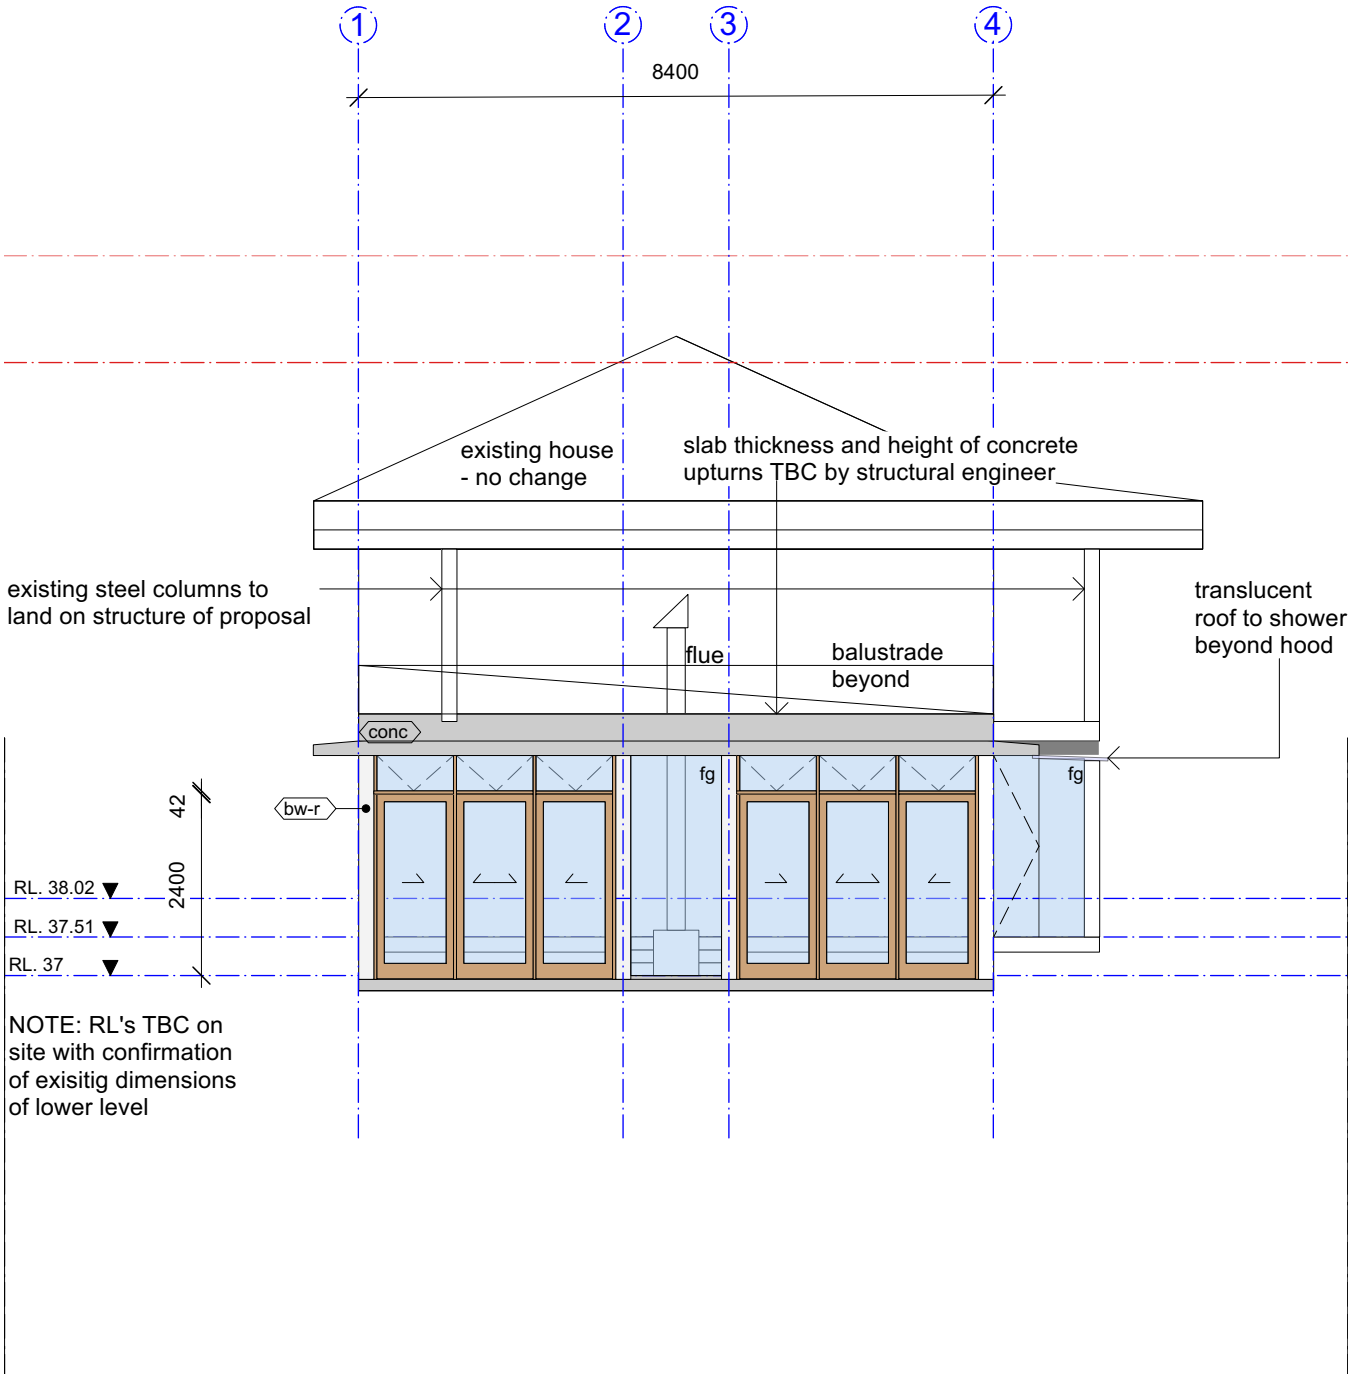 1
2
3
4
8400
existing house
- no change
slab thickness and height of concrete
upturns TBC by structural engineer
existing steel columns to
land on structure of proposal
translucent
roof to shower
beyond hood
flue
balustrade
beyond
conc
fg
fg
42
bw-r
2400
RL. 38.02
RL. 37.51
RL. 37
NOTE: RL's TBC on
site with confirmation
of exisitig dimensions
of lower level